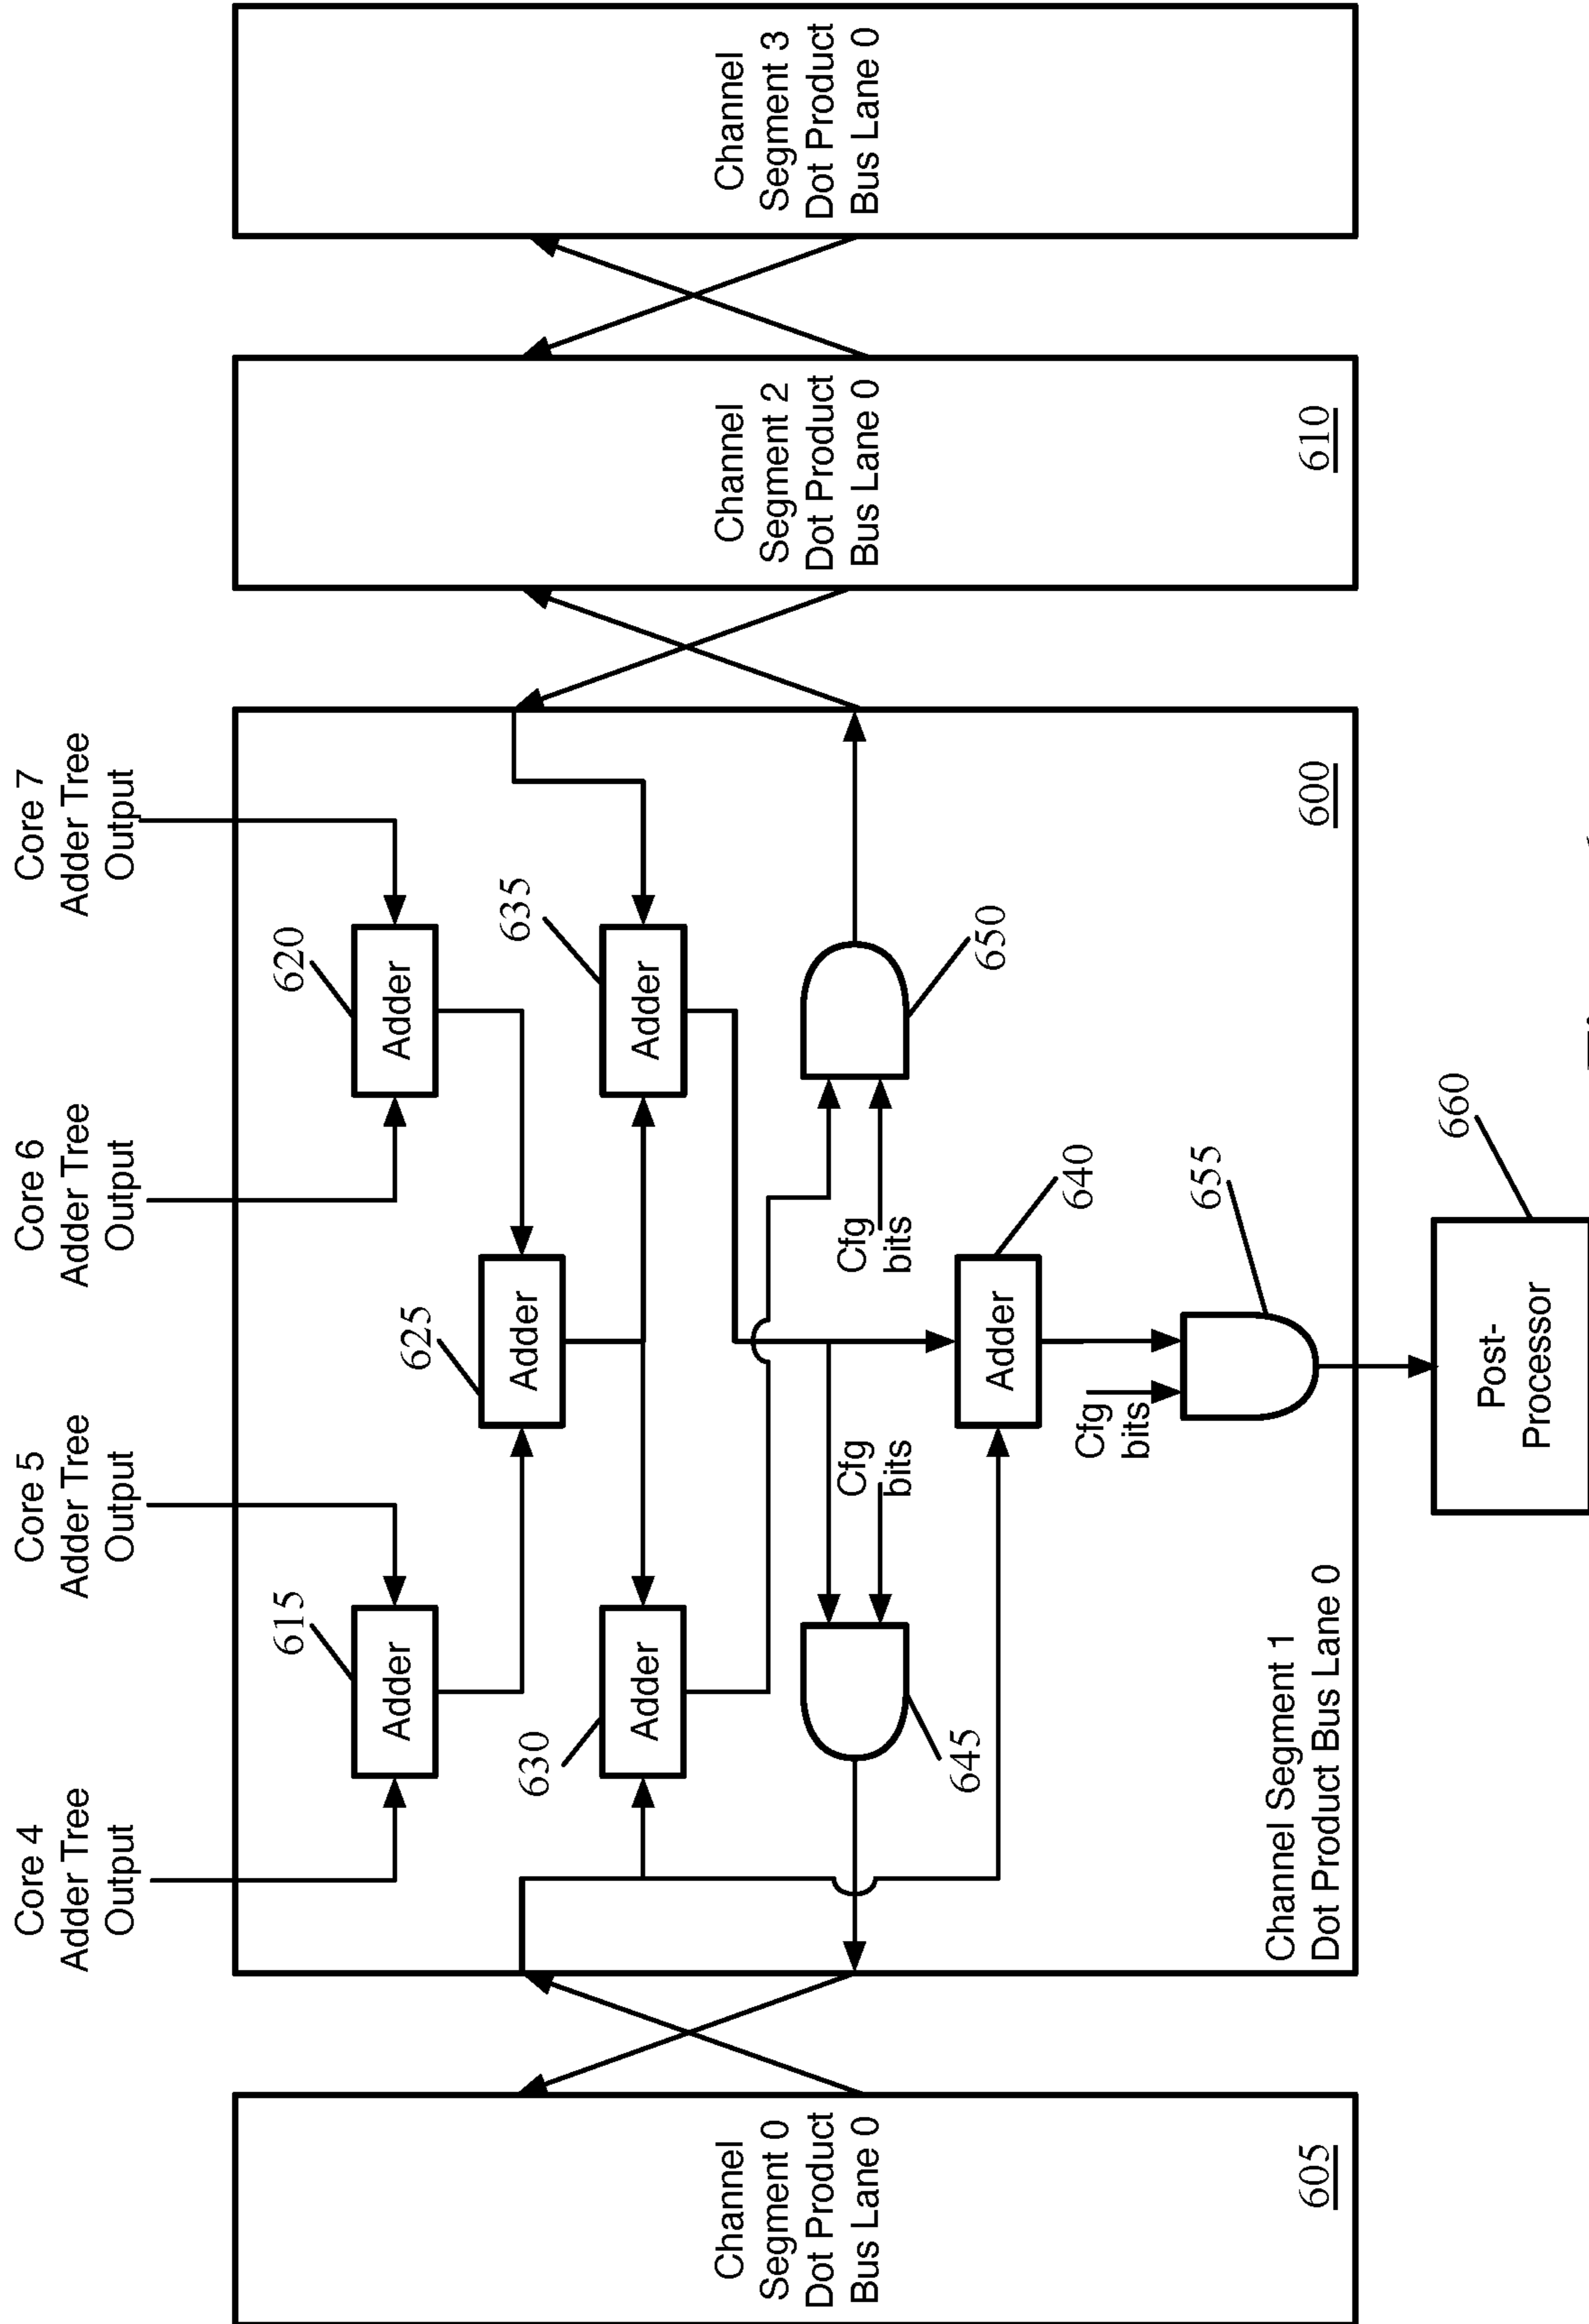 Core 4
Adder Tree
Output
Core 5
Adder Tree
Output
Core 6
Adder Tree
Output
Core 7
Adder Tree
Output
615
Adder
620
Adder
625
Adder
630
Adder
635
Adder
645
Cfg
bits
Cfg
bits
650
640
Adder
Cfg
bits
655
Channel Segment 1
Dot Product Bus Lane 0
600
Channel
Segment 0
Dot Product
Bus Lane 0
605
Channel
Segment 2
Dot Product
Bus Lane 0
610
Channel
Segment 3
Dot Product
Bus Lane 0
Post-
Processor
660